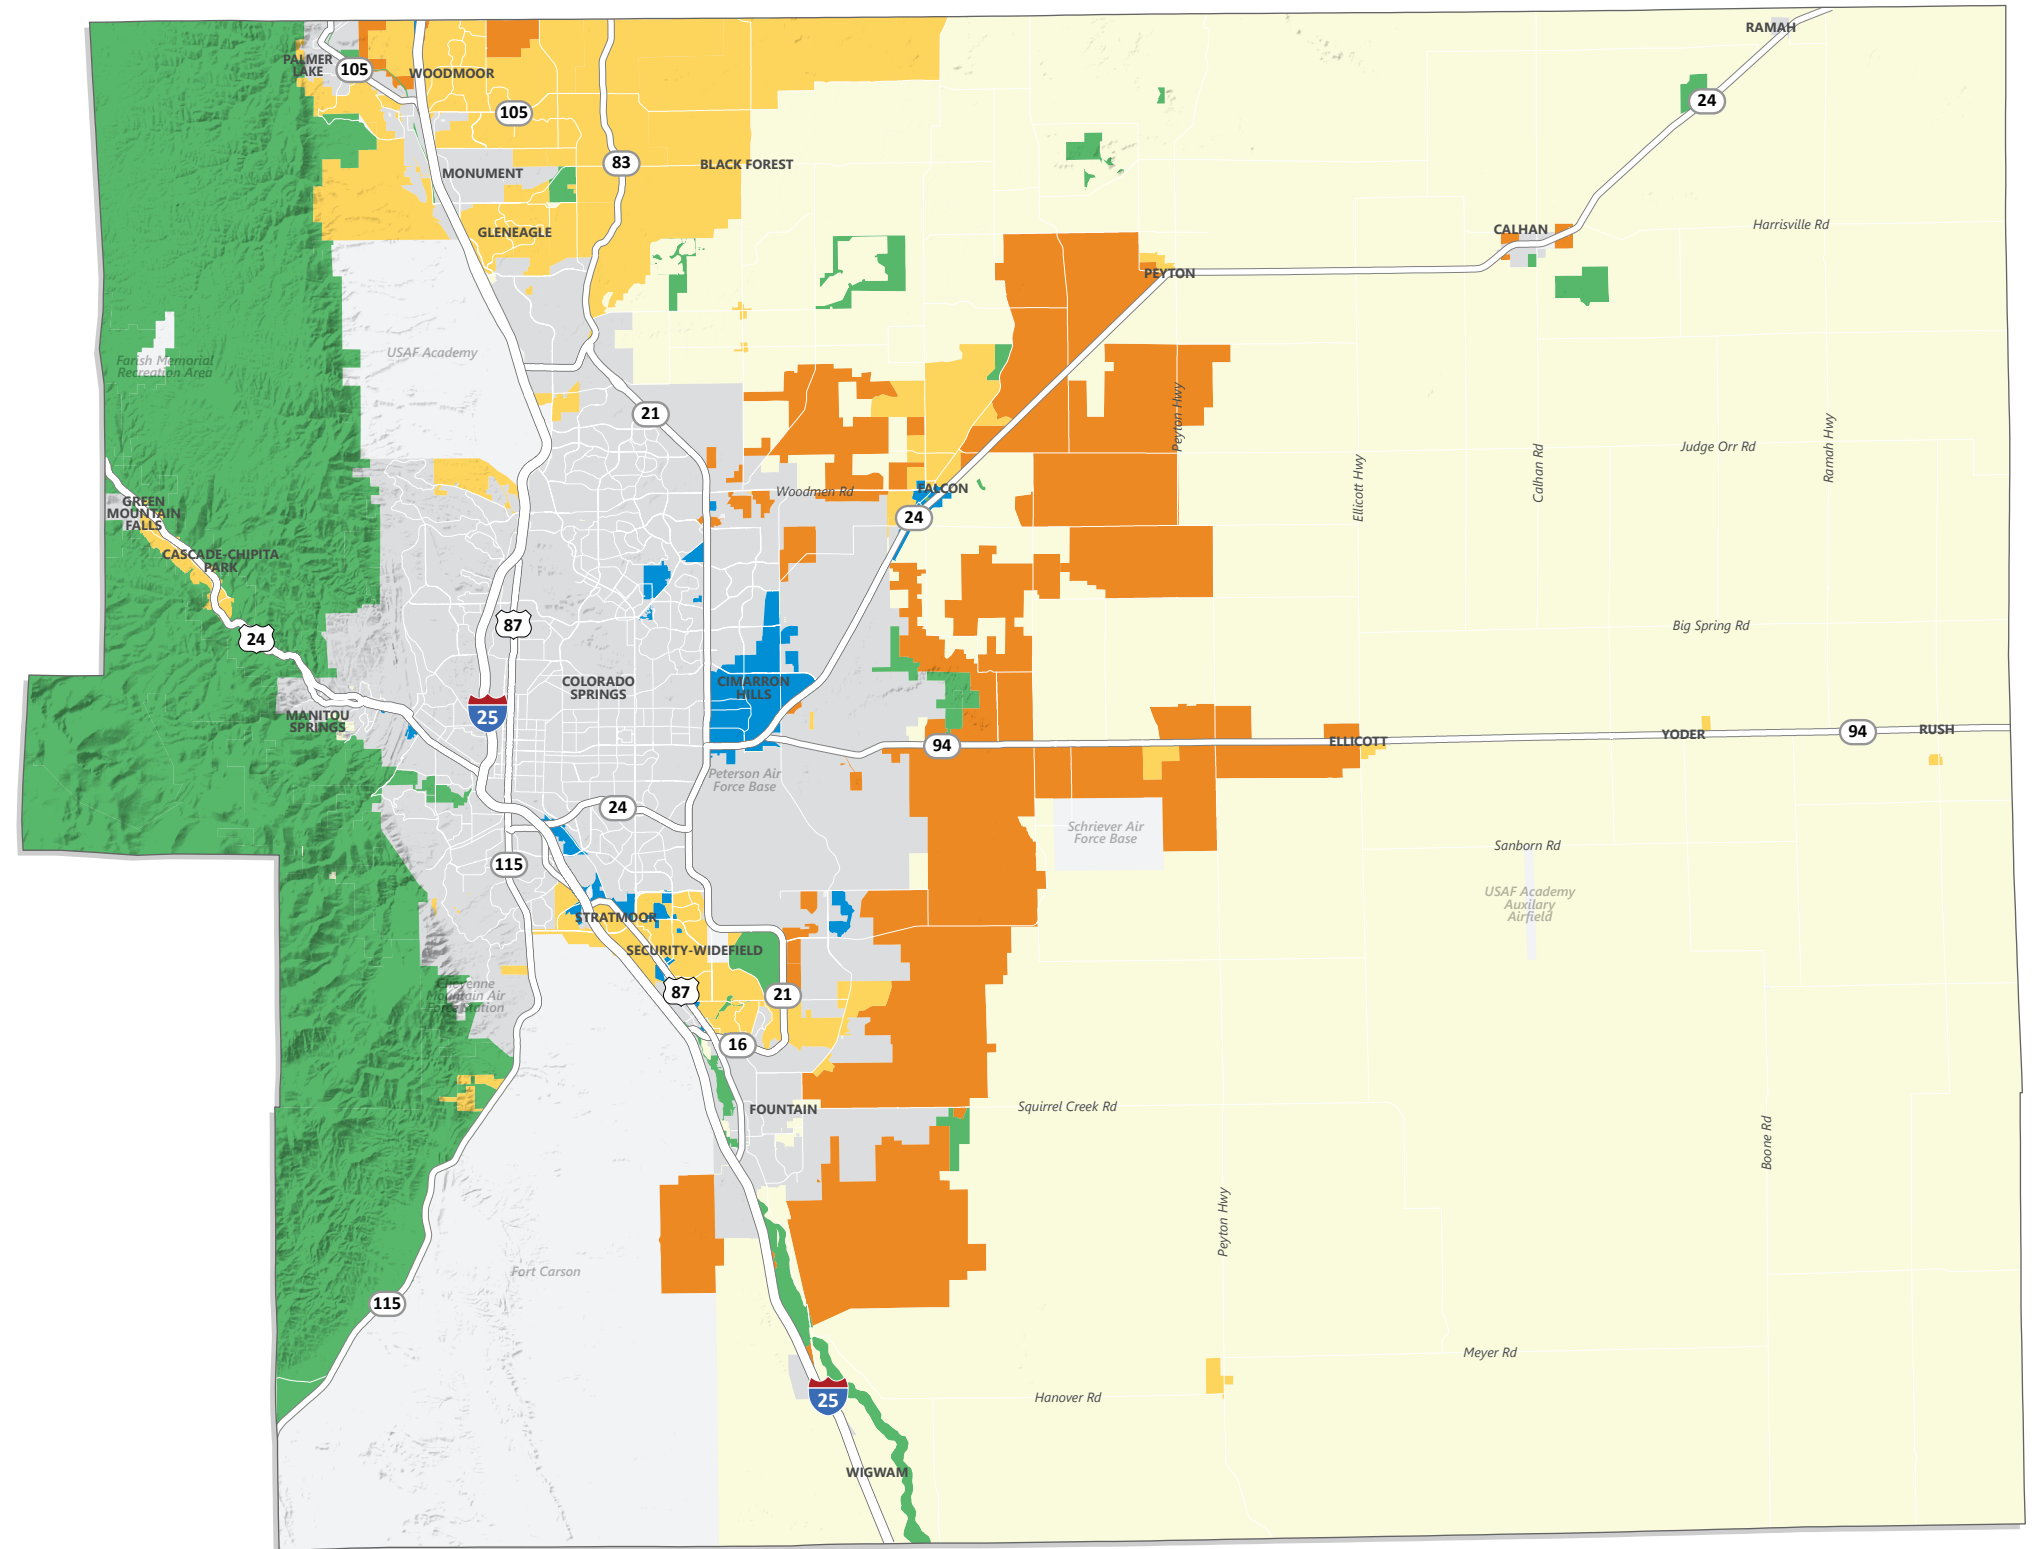 RAMAH
PALMER
LAKE
105
WOODMOOR
24
105
83
BLACK FOREST
MONUMENT
GLENEAGLE
CALHAN
Harrisville Rd
PEYTON
USAF Academy
Farish Memorial
Recreation Area
21
Peyton Hwy
Ellicott Hwy
Calhan Rd
Judge Orr Rd
Ramah Hwy
Woodmen Rd
FALCON
24
GREEN
MOUNTAIN
FALLS
CASCADE-CHIPITA
PARK
24
87
Big Spring Rd
COLORADO
SPRINGS
CIMARRON
HILLS
25
MANITOU
SPRINGS
94
ELLICOTT
YODER
94
RUSH
Peterson Air
Force Base
24
Schriever Air
Force Base
Sanborn Rd
115
USAF Academy
Auxilary
Airfield
STRATMOOR
SECURITY-WIDEFIELD
Cheyenne
Mountain Air
Force Station
87
21
16
FOUNTAIN
Squirrel Creek Rd
Boone Rd
Peyton Hwy
Fort Carson
115
Meyer Rd
25
Hanover Rd
WIGWAM